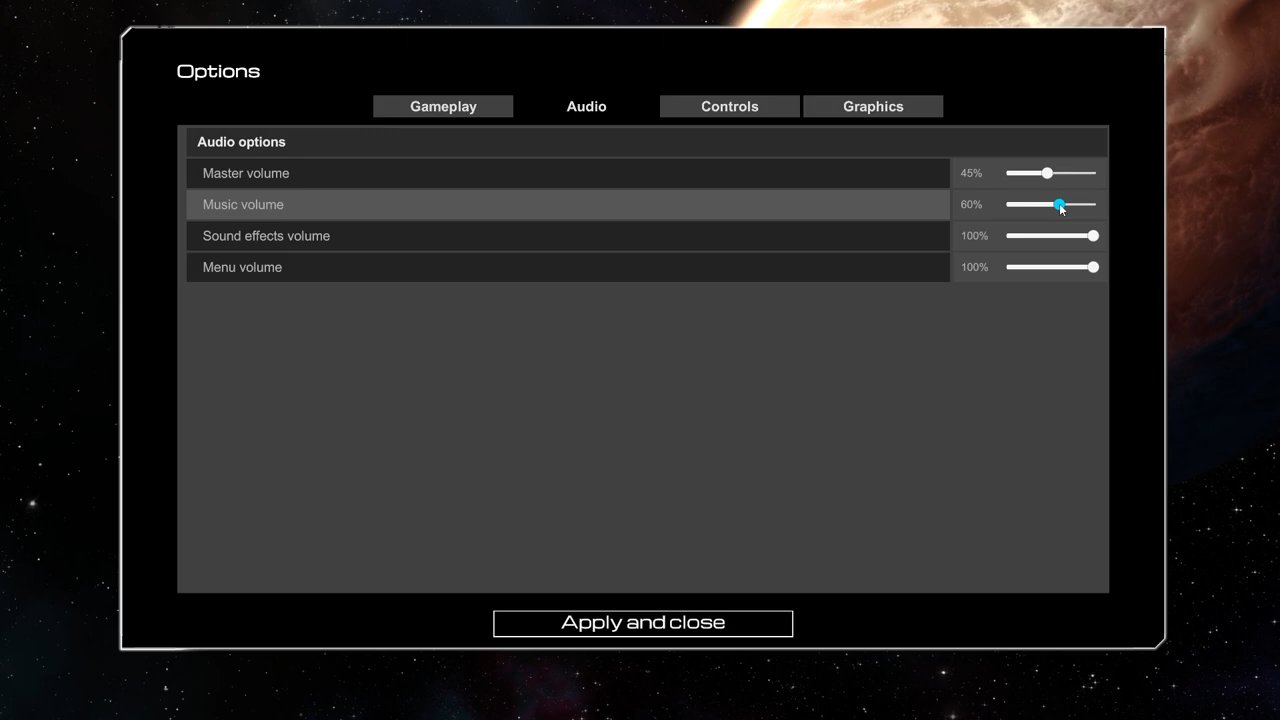 Options
Gameplay Audio Controls Graphics
Audio options
Master volume 45%
Music volume 60%
Sound effects volume 100%
Menu volume 100%
Apply and close